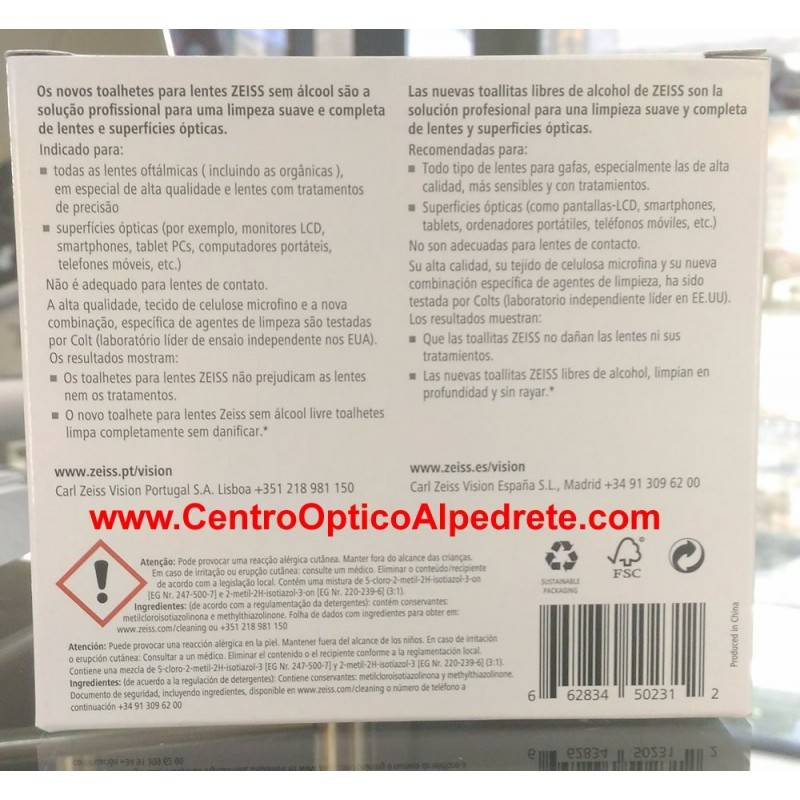 Os novos toalhetes para lentes ZEISS sem álcool são a
solução profissional para uma limpeza suave e completa
de lentes e superfícies ópticas.
Indicado para:
▪ todas as lentes oftálmicas ( incluindo as orgânicas ),
em especial de alta qualidade e lentes com tratamentos
de precisão
▪ superfícies ópticas (por exemplo, monitores LCD,
smartphones, tablet PCs, computadores portáteis,
telefones móveis, etc.)
Não é adequado para lentes de contato.
A alta qualidade, tecido de celulose microfino e a nova
combinação, específica de agentes de limpeza são testadas
por Colt (laboratório líder de ensaio independente nos EUA).
Os resultados mostram:
▪ Os toalhetes para lentes ZEISS não prejudicam as lentes
nem os tratamentos.
▪ O novo toalhete para lentes Zeiss sem álcool livre toalhetes
limpa completamente sem danificar.*
www.zeiss.pt/vision
Carl Zeiss Vision Portugal S.A. Lisboa +351 218 981 150
Las nuevas toallitas libres de alcohol de ZEISS son la
solución profesional para una limpieza suave y completa
de lentes y superficies ópticas.
Recomendadas para:
▪ Todo tipo de lentes para gafas, especialmente las de alta
calidad, más sensibles y con tratamientos.
▪ Superficies ópticas (como pantallas-LCD, smartphones,
tablets, ordenadores portátiles, teléfonos móviles, etc.)
No son adecuadas para lentes de contacto.
Su alta calidad, su tejido de celulosa microfina y su nueva
combinación específica de agentes de limpieza, ha sido
testada por Colts (laboratorio independiente líder en EE.UU).
Los resultados muestran:
▪ Que las toallitas ZEISS no dañan las lentes ni sus
tratamientos.
▪ Las nuevas toallitas ZEISS libres de alcohol, limpian en
profundidad y sin rayar.*
www.zeiss.es/vision
Carl Zeiss Vision España S.L., Madrid +34 91 309 62 00
www.CentroOpticoAlpedrete.com
Atenção: Pode provocar uma reacção alérgica cutânea. Manter fora do alcance das crianças.
Em caso de irritação ou erupção cutânea: consulte um médico. Eliminar o conteúdo/recipiente
de acordo com a legislação local. Contém uma mistura de 5-cloro-2-metil-2H-isotiazol-3-on
[EG Nr. 247-500-7] e 2-metil-2H-isotiazol-3-on [EG Nr. 220-239-6] (3:1).
Ingredientes: (de acordo com a regulamentação da detergentes): contém conservantes:
metilcloroisotiazolinona e methylthiazolinone. Folha de dados com ingredientes para obter em:
www.zeiss.com/cleaning ou +351 218 981 150
Atención: Puede provocar una reacción alérgica en la piel. Mantener fuera del alcance de los niños. En caso de irritación
o erupción cutánea: Consultar a un médico. Eliminar el contenido o el recipiente conforme a la reglamentación local.
Contiene una mezcla de 5-cloro-2-metil-2H-isotiazol-3 [EG Nr. 247-500-7] y 2-metil-2H-isotiazol-3 [EG Nr. 220-239-6] (3:1).
Ingredientes: (de acuerdo a la regulación de detergentes): Contiene conservantes: metilcloroisotiazolinona y methylthiazolinone.
Documento de seguridad, incluyendo ingredientes, disponible en www.zeiss.com/cleaning o número de teléfono a
continuación +34 91 309 62 00
SUSTAINABLE
PACKAGING
FSC
Produced in China
6 62834 50231 2